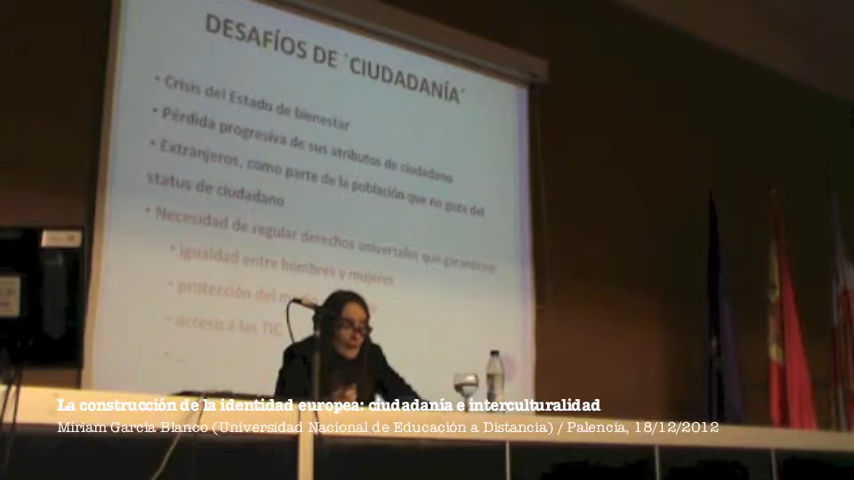 DESAFÍOS DE ´CIUDADANÍA´
• Crisis del Estado de bienestar
• Pérdida progresiva de sus atributos de ciudadano
• Extranjeros, como parte de la población que no goza del
status de ciudadano
• Necesidad de regular derechos universales que garanticen
• igualdad entre hombres y mujeres
• protección del
• acceso a las TIC
• ...
La construcción de la identidad europea: ciudadanía e interculturalidad
Miriam García Blanco (Universidad Nacional de Educación a Distancia) / Palencia, 18/12/2012